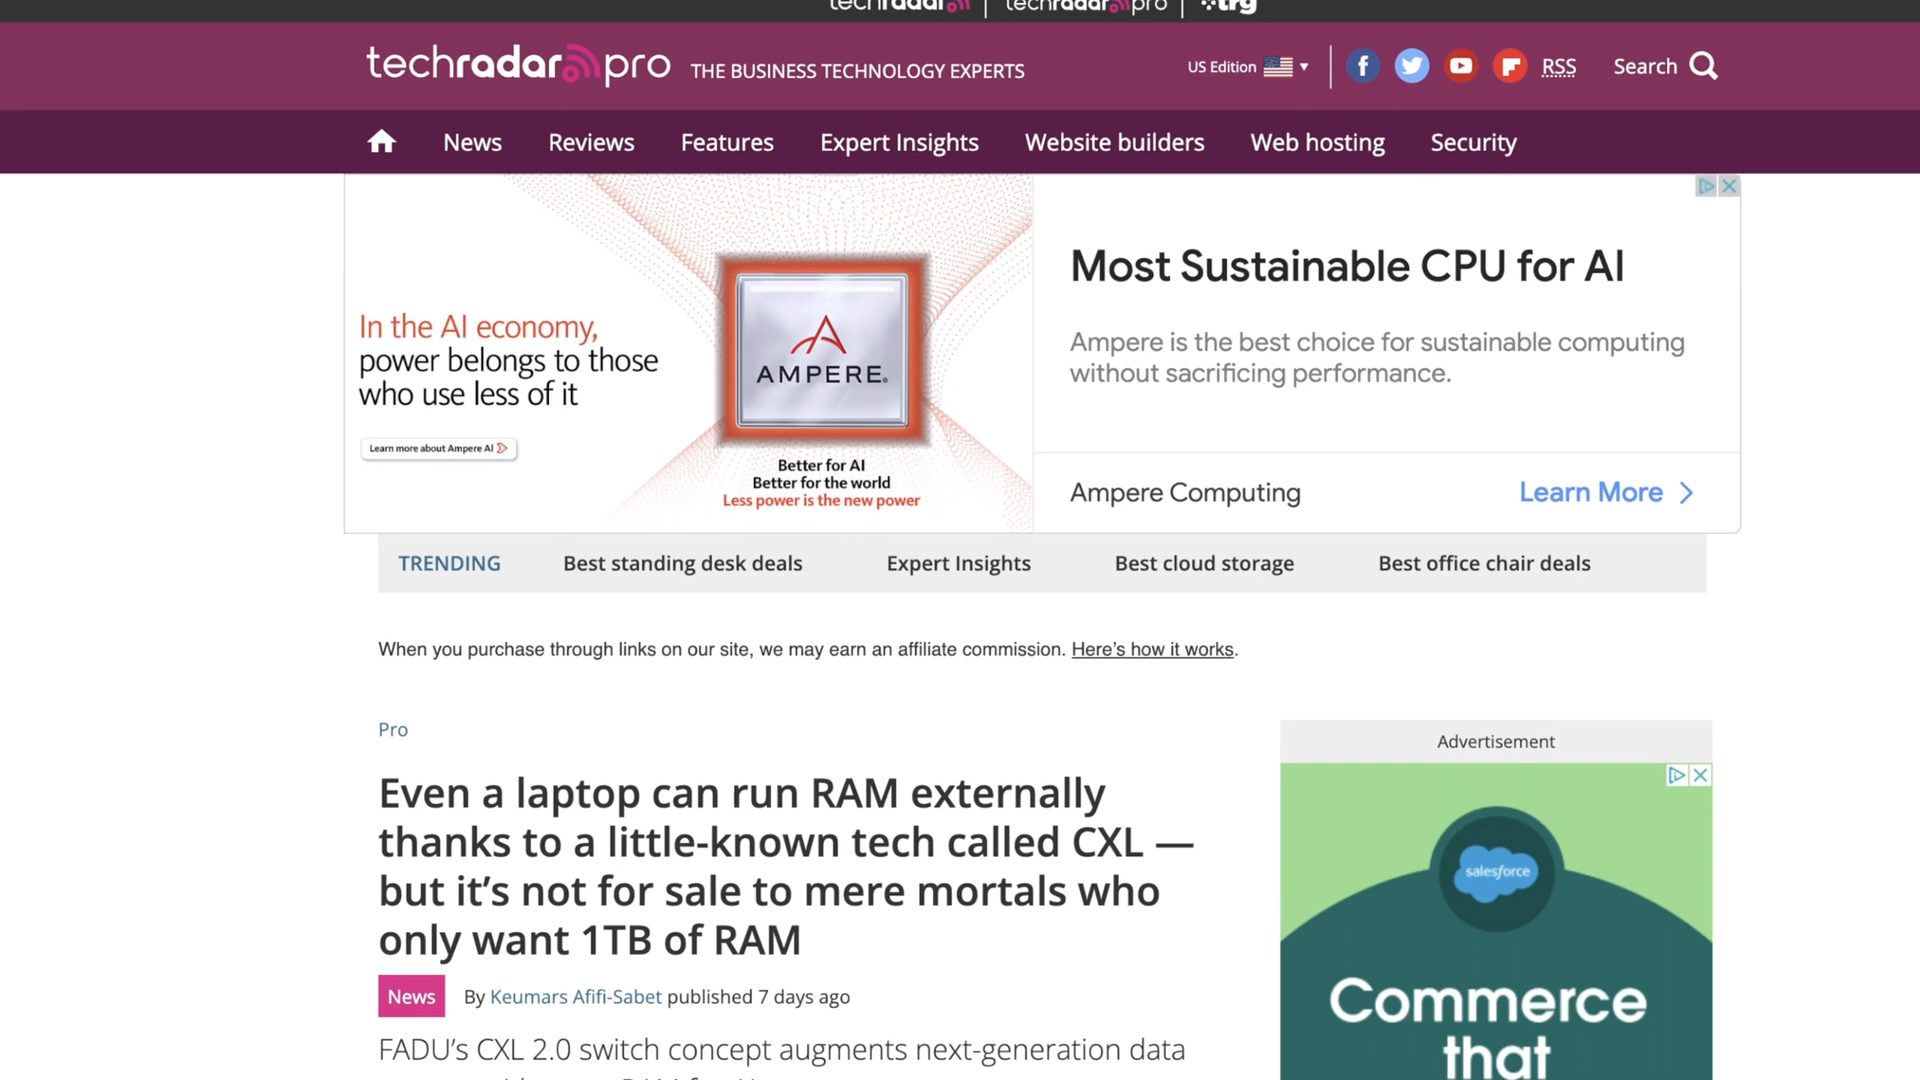 techradar | techradar pro | trg
techradar pro THE BUSINESS TECHNOLOGY EXPERTS US Edition RSS Search
News Reviews Features Expert Insights Website builders Web hosting Security
In the AI economy,
power belongs to those
who use less of it
Learn more about Ampere AI
AMPERE
Better for AI
Better for the world
Less power is the new power
Most Sustainable CPU for AI
Ampere is the best choice for sustainable computing
without sacrificing performance.
Ampere Computing Learn More
TRENDING Best standing desk deals Expert Insights Best cloud storage Best office chair deals
When you purchase through links on our site, we may earn an affiliate commission. Here’s how it works.
Pro
Even a laptop can run RAM externally
thanks to a little-known tech called CXL —
but it’s not for sale to mere mortals who
only want 1TB of RAM
News By Keumars Afifi-Sabet published 7 days ago
FADU’s CXL 2.0 switch concept augments next-generation data
Advertisement
salesforce
Commerce
that